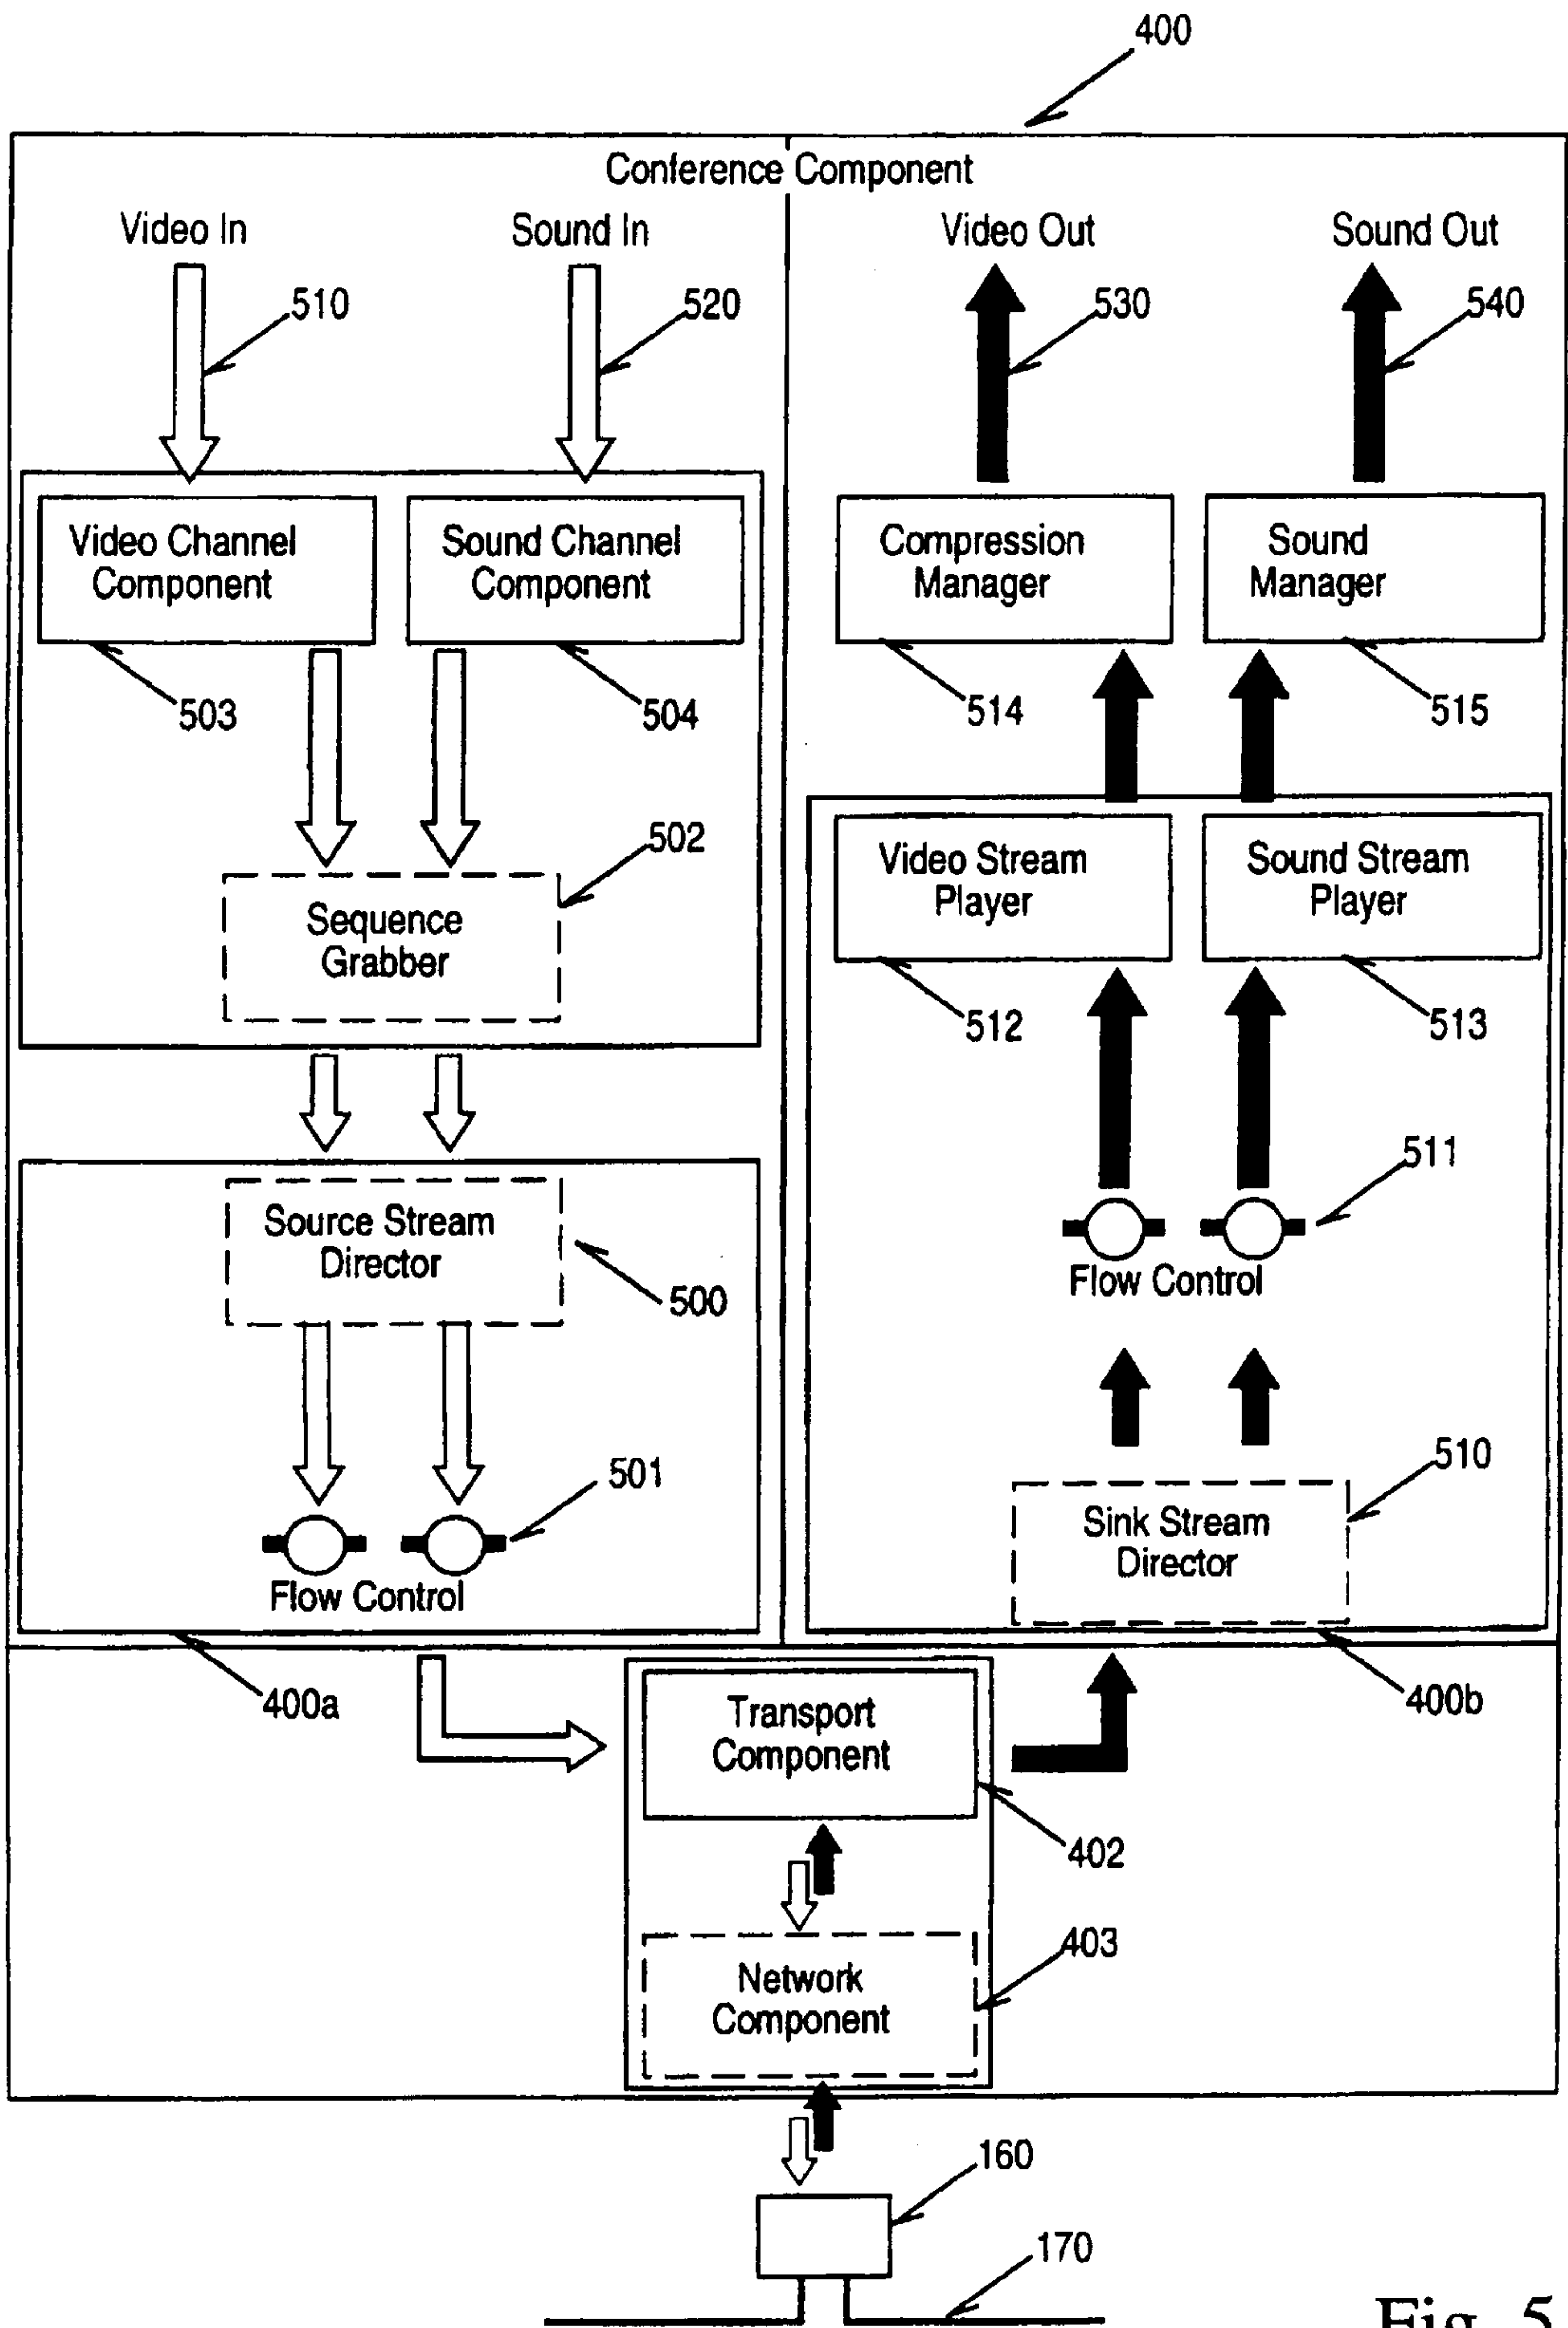 400
Conference Component
Video In
Sound In
Video Out
Sound Out
510
520
530
540
Video Channel
Component
Sound Channel
Component
Compression
Manager
Sound
Manager
503
504
514
515
502
Sequence
Grabber
Video Stream
Player
Sound Stream
Player
512
513
511
Source Stream
Director
500
Flow Control
501
Flow Control
510
Sink Stream
Director
400a
400b
Transport
Component
402
403
Network
Component
160
170
Fig. 5